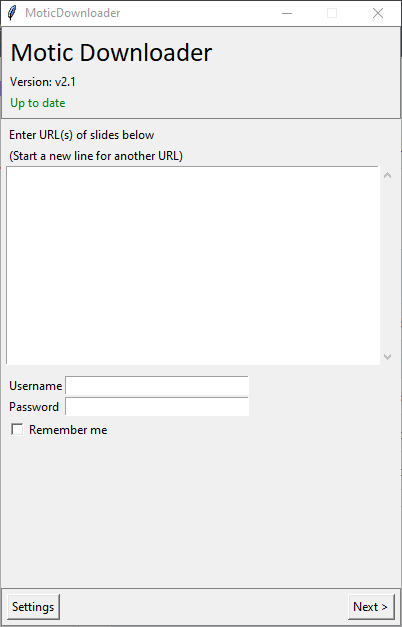 MoticDownloader
Motic Downloader
Version: v2.1
Up to date
Enter URL(s) of slides below
(Start a new line for another URL)
Username
Password
Remember me
Settings
Next >